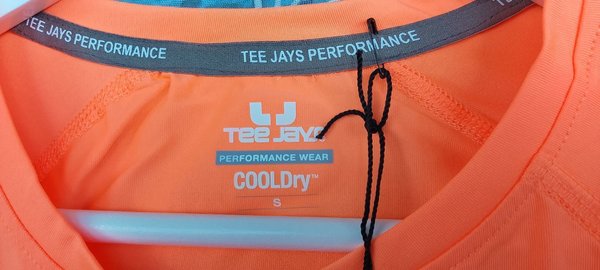 TEE JAYS PERFORMANCE
TEE JAYS PERFORMANCE
TEE JAYS
PERFORMANCE WEAR
COOLDry™
S